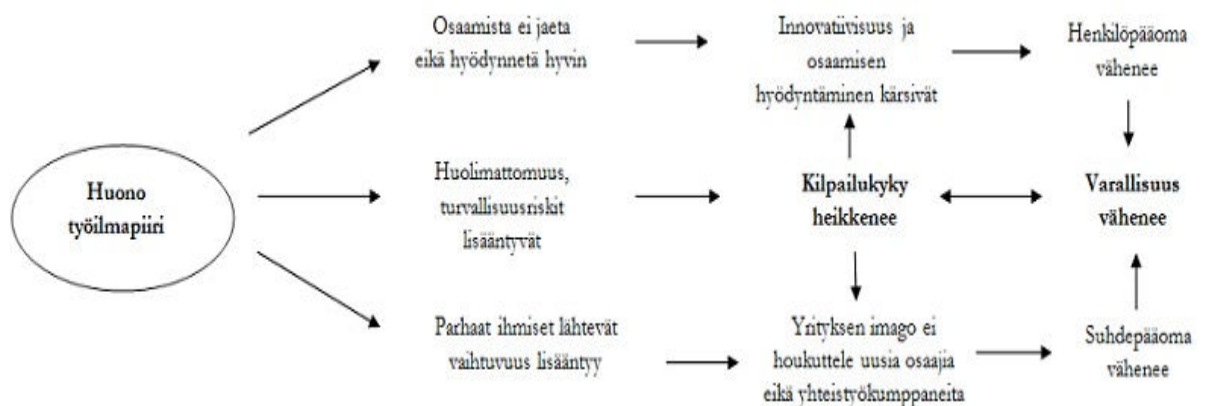 Huono
työilmapiiri
Osaamista ei jaeta
eikä hyödynnetä hyvin
Huolimattomuus,
turvallisuusriskit
lisääntyvät
Parhaat ihmiset lähtevät
vaihtuvuus lisääntyy
Innovatiivisuus ja
osaamisen
hyödyntäminen kärsivät
Kilpailukyky
heikkenee
Yrityksen imago ei
houkuttele uusia osaajia
eikä yhteistyökumppaneita
Henkilöpääoma
vähenee
Varallisuus
vähenee
Suhdepääoma
vähenee